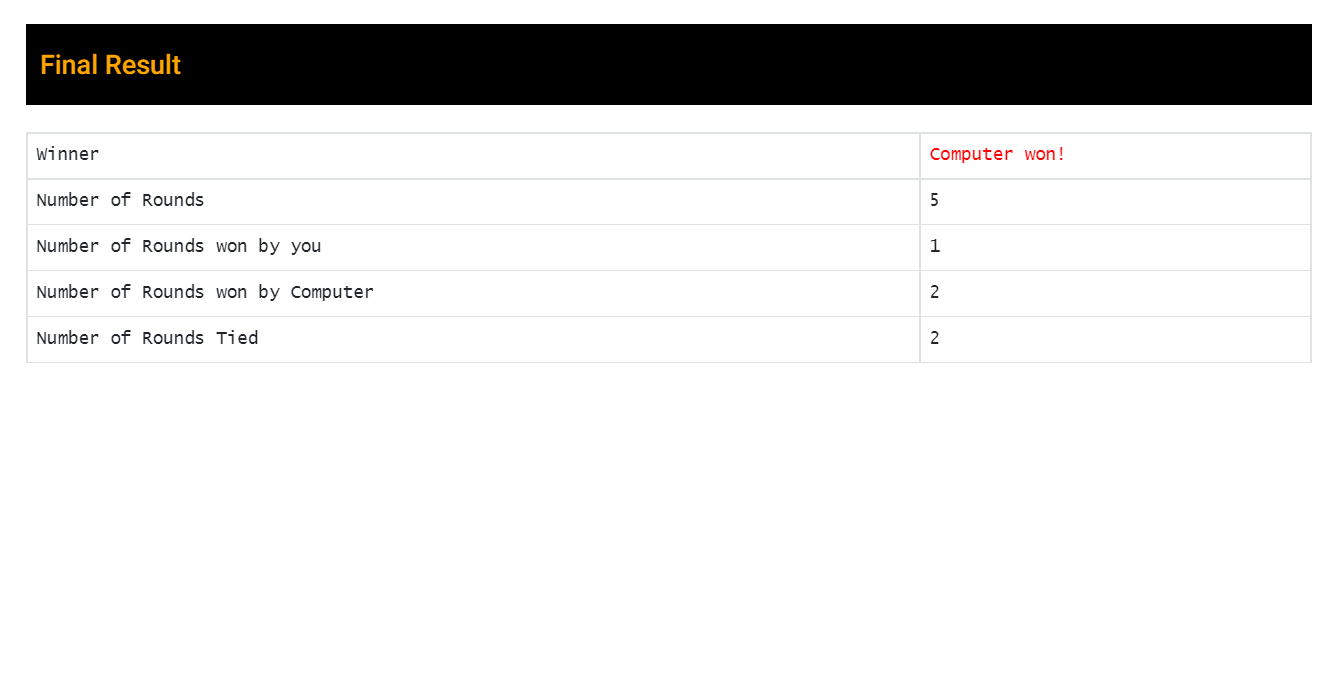 Final Result
Winner Computer won!
Number of Rounds 5
Number of Rounds won by you 1
Number of Rounds won by Computer 2
Number of Rounds Tied 2